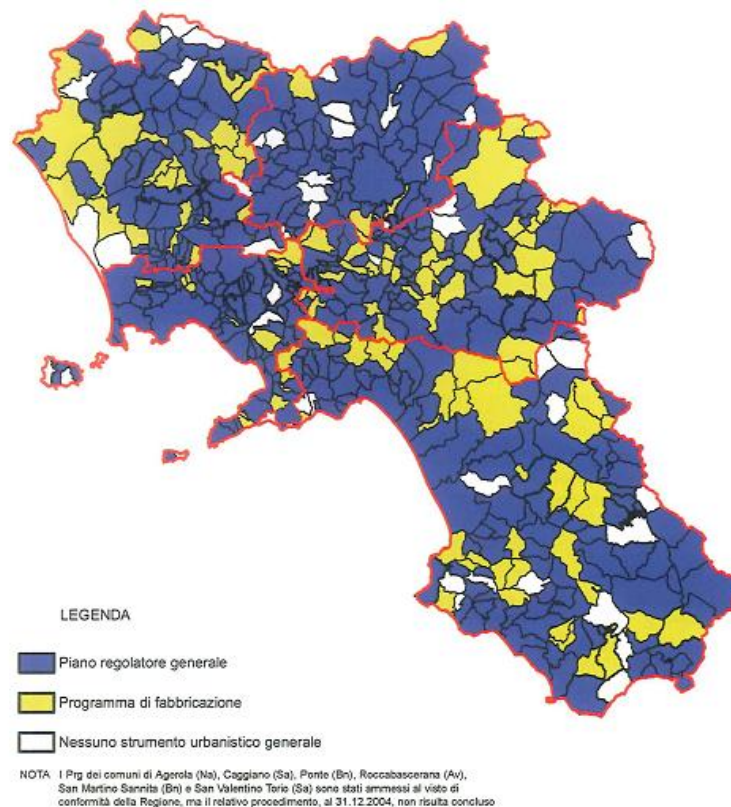 LEGENDA
Piano regolatore generale
Programma di fabbricazione
Nessuno strumento urbanistico generale
NOTA I Prg dei comuni di Agerola (Na), Caggiano (Sa), Ponte (Bn), Roccabascerana (Av),
San Martino Sannita (Bn) e San Valentino Torio (Sa) sono stati ammessi al visto di
conformità della Regione, ma il relativo procedimento, al 31.12.2004, non risulta concluso